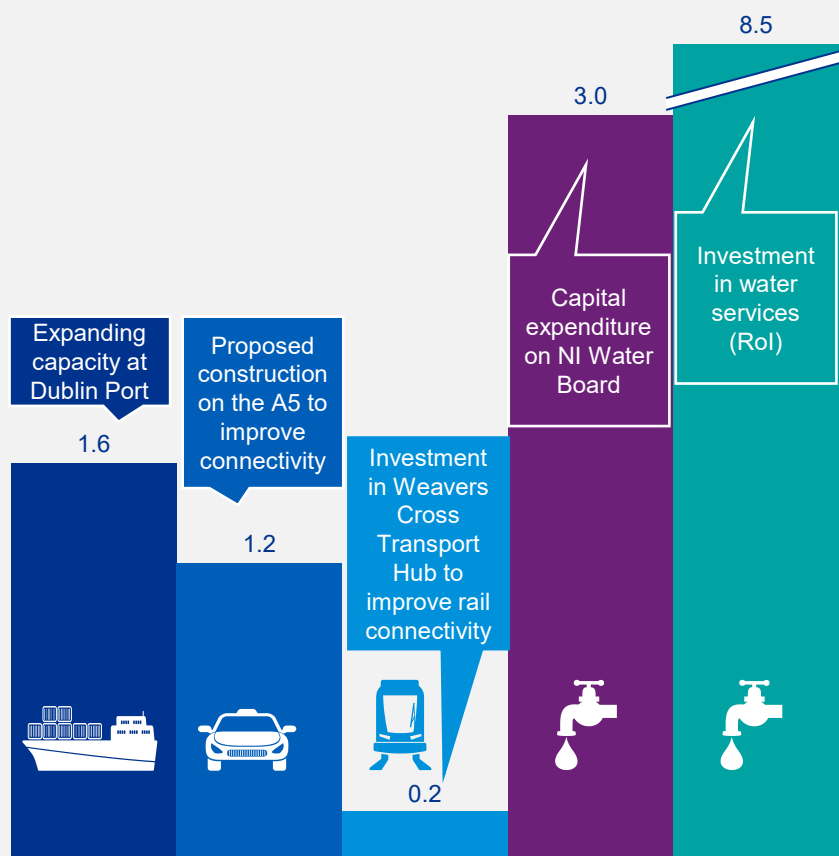 Expanding
capacity at
Dublin Port
1.6
Proposed
construction
on the A5 to
improve
connectivity
1.2
Investment
in Weavers
Cross
Transport
Hub to
improve rail
connectivity
0.2
3.0
Capital
expenditure
on NI Water
Board
8.5
Investment
in water
services
(RoI)